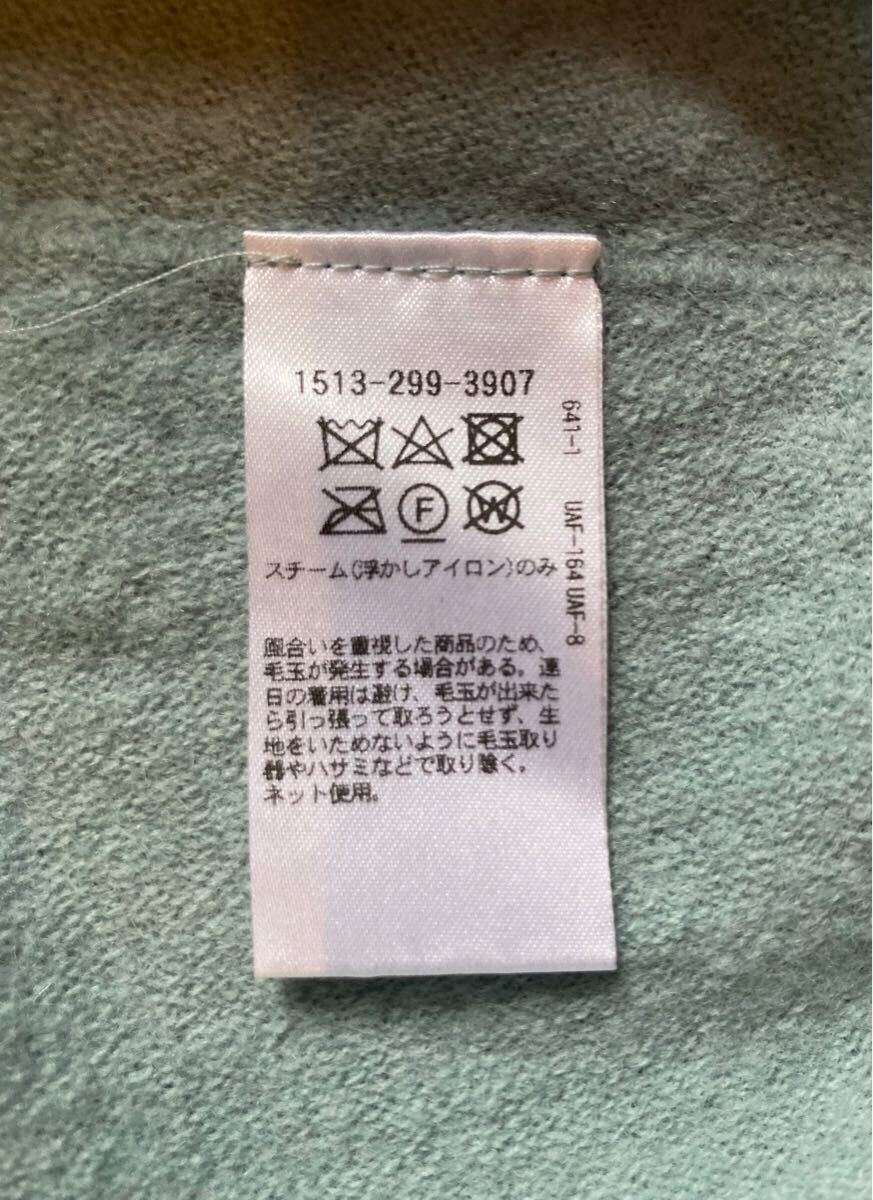 1513-299-3907
F
W
スチーム(浮かしアイロン)のみ
風合いを重視した商品のため、
毛玉が発生する場合がある。連
日の着用は避け、毛玉が出来た
ら引っ張って取ろうとせず、生
地をいためないように毛玉取り
器やハサミなどで取り除く。
ネット使用。
641-1 UAF-164 UAF-8